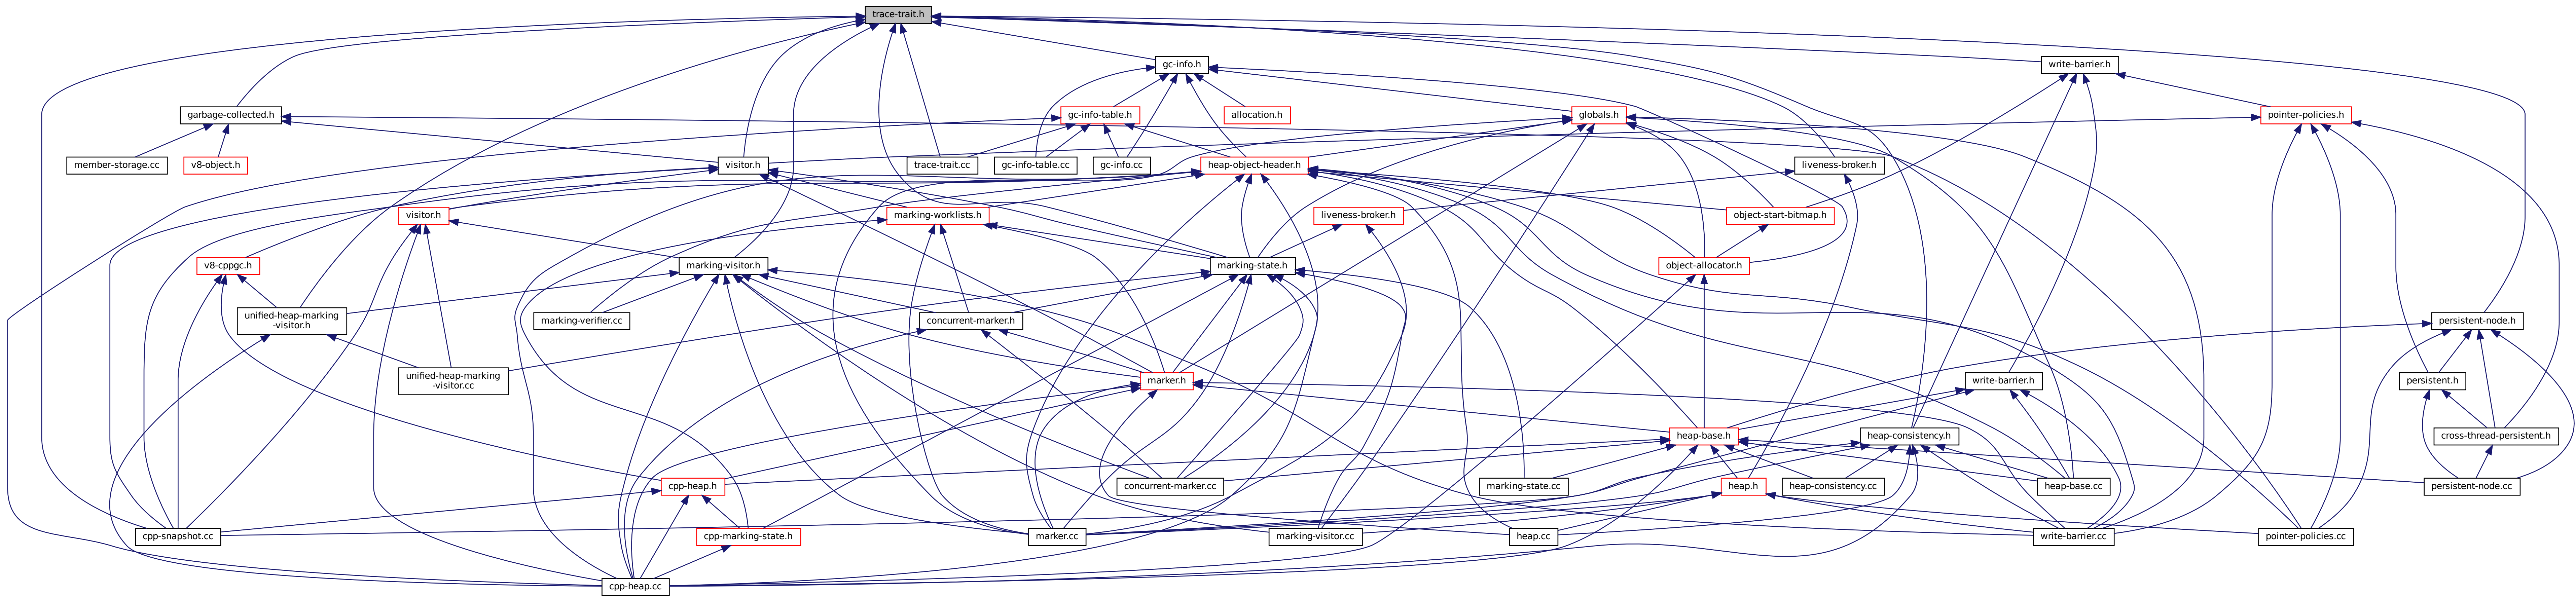 trace-trait.h
gc-info.h
write-barrier.h
garbage-collected.h
gc-info-table.h
allocation.h
globals.h
pointer-policies.h
member-storage.cc
v8-object.h
visitor.h
trace-trait.cc
gc-info-table.cc
gc-info.cc
heap-object-header.h
liveness-broker.h
visitor.h
marking-worklists.h
liveness-broker.h
object-start-bitmap.h
v8-cppgc.h
marking-visitor.h
marking-state.h
object-allocator.h
unified-heap-marking
-visitor.h
marking-verifier.cc
concurrent-marker.h
persistent-node.h
unified-heap-marking
-visitor.cc
marker.h
write-barrier.h
persistent.h
heap-base.h
heap-consistency.h
cross-thread-persistent.h
cpp-heap.h
concurrent-marker.cc
marking-state.cc
heap.h
heap-consistency.cc
heap-base.cc
persistent-node.cc
cpp-snapshot.cc
cpp-marking-state.h
marker.cc
marking-visitor.cc
heap.cc
write-barrier.cc
pointer-policies.cc
cpp-heap.cc